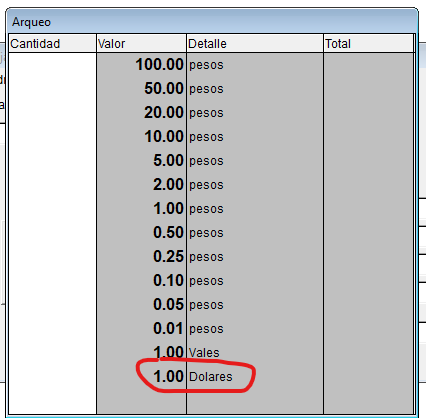 Arqueo
Cantidad Valor Detalle Total
100.00 pesos
50.00 pesos
20.00 pesos
10.00 pesos
5.00 pesos
2.00 pesos
1.00 pesos
0.50 pesos
0.25 pesos
0.10 pesos
0.05 pesos
0.01 pesos
1.00 Vales
1.00 Dolares